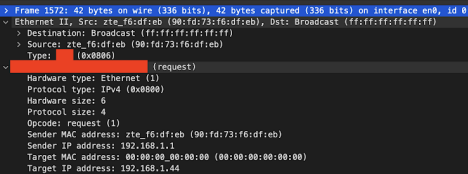 Frame 1572: 42 bytes on wire (336 bits), 42 bytes captured (336 bits) on interface en0, id 0
Ethernet II, Src: zte_f6:df:eb (90:fd:73:f6:df:eb), Dst: Broadcast (ff:ff:ff:ff:ff:ff)
Destination: Broadcast (ff:ff:ff:ff:ff:ff)
Source: zte_f6:df:eb (90:fd:73:f6:df:eb)
Type: (0x0806)
(request)
Hardware type: Ethernet (1)
Protocol type: IPv4 (0x0800)
Hardware size: 6
Protocol size: 4
Opcode: request (1)
Sender MAC address: zte_f6:df:eb (90:fd:73:f6:df:eb)
Sender IP address: 192.168.1.1
Target MAC address: 00:00:00_00:00:00 (00:00:00:00:00:00)
Target IP address: 192.168.1.44